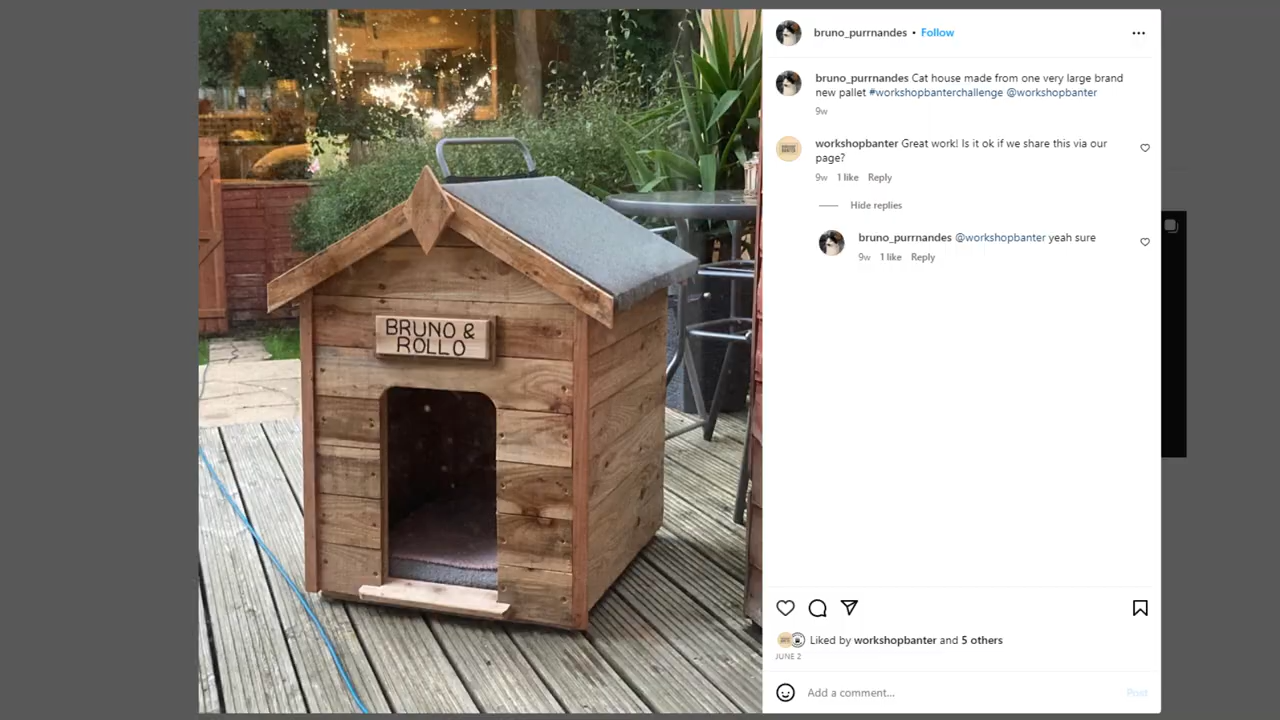 BRUNO &
ROLLO
bruno_purrnandes • Follow
bruno_purrnandes Cat house made from one very large brand
new pallet #workshopbanterchallenge @workshopbanter
9w
workshopbanter Great work! Is it ok if we share this via our
page?
9w 1 like Reply
Hide replies
bruno_purrnandes @workshopbanter yeah sure
9w 1 like Reply
Liked by workshopbanter and 5 others
JUNE 2
Add a comment...
Post